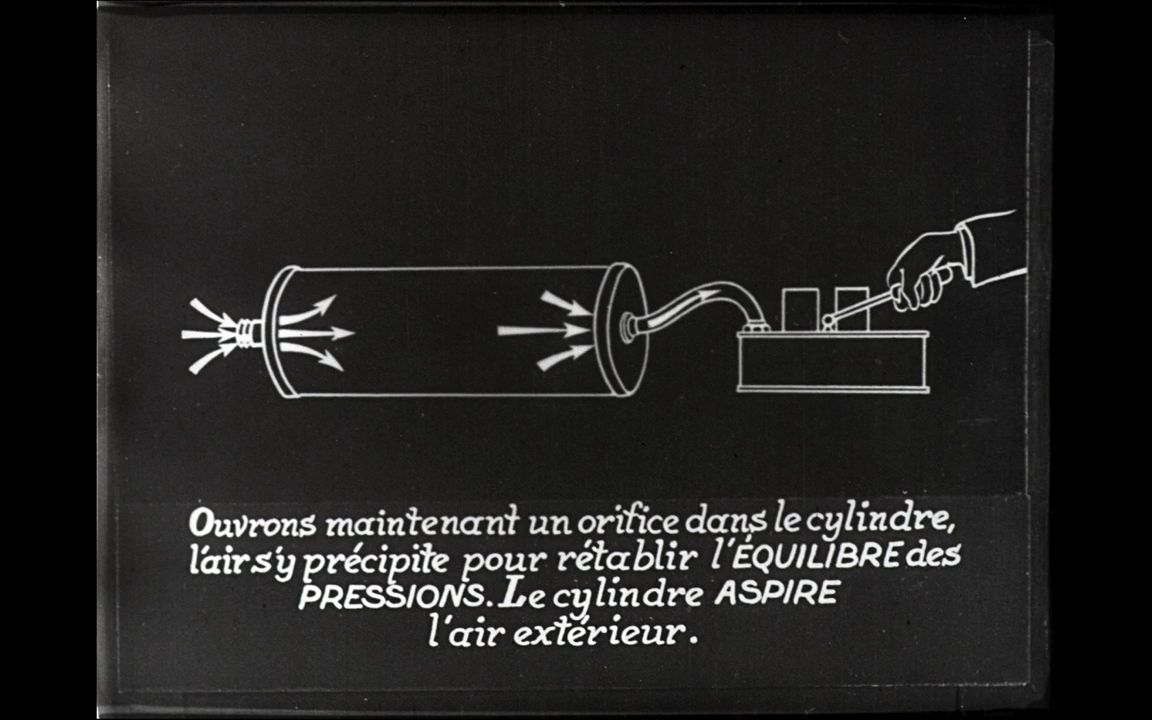 Ouvrons maintenant un orifice dans le cylindre,
l'air s'y précipite pour rétablir l'ÉQUILIBRE des
PRESSIONS. Le cylindre ASPIRE
l'air extérieur.